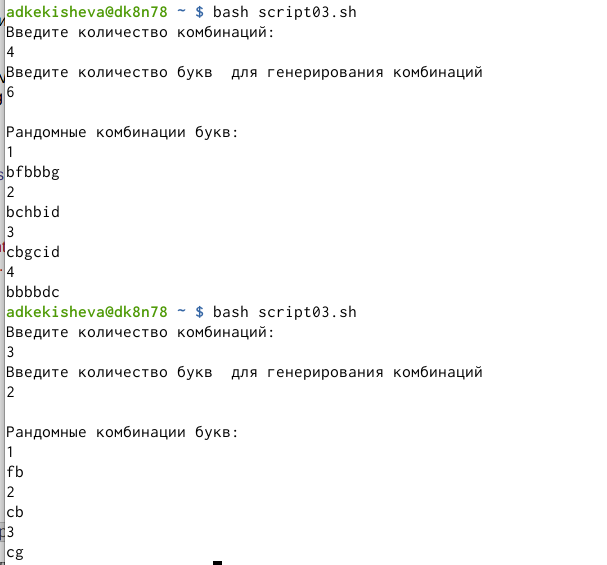 adkekisheva@dk8n78 ~ $ bash script03.sh
Введите количество комбинаций:
4
Введите количество букв  для генерирования комбинаций
6

Рандомные комбинации букв:
1
bfbbbg
2
bchbid
3
cbgcid
4
bbbbdc
adkekisheva@dk8n78 ~ $ bash script03.sh
Введите количество комбинаций:
3
Введите количество букв  для генерирования комбинаций
2

Рандомные комбинации букв:
1
fb
2
cb
3
cg